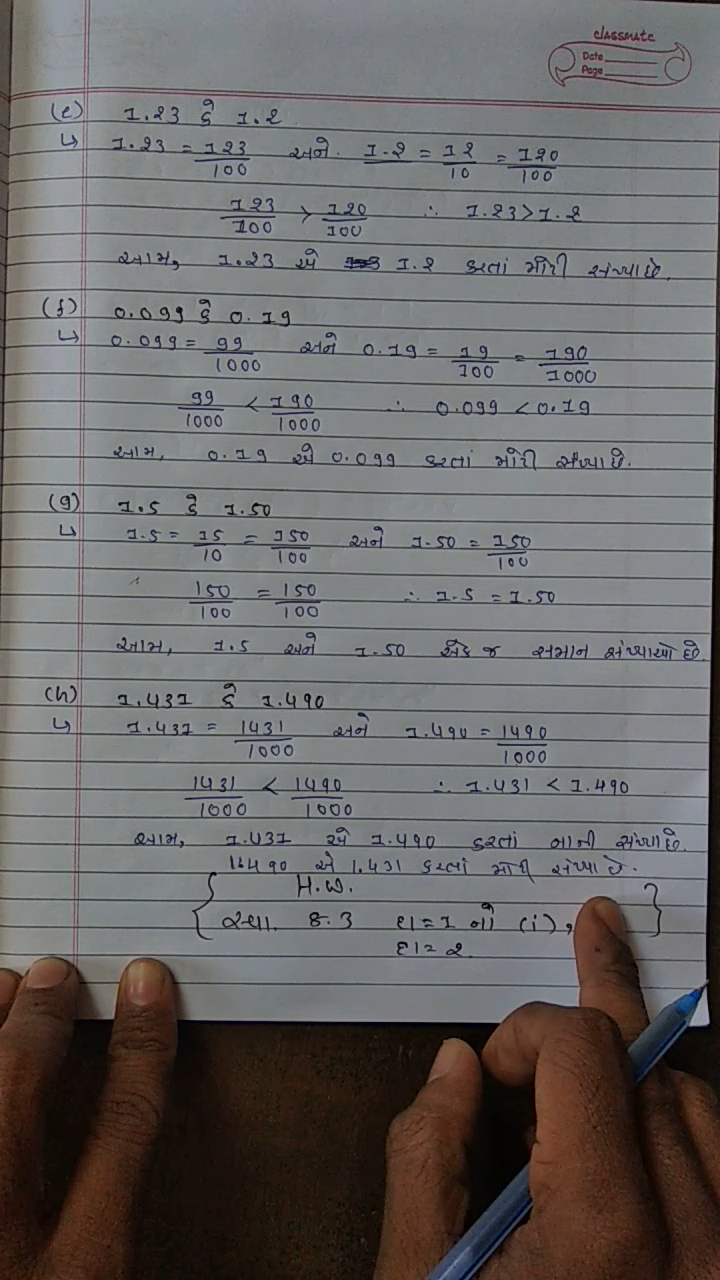 classmate
Date
Page
(e) 1.23 કે 1.2
↳ 1.23 = 123/100 અને 1.2 = 12/10 = 120/100
123/100 > 120/100 ∴ 1.23 > 1.2
આમ, 1.23 એ 1.2 કરતાં મોટી સંખ્યા છે.
(f) 0.099 કે 0.19
↳ 0.099 = 99/1000 અને 0.19 = 19/100 = 190/1000
99/1000 < 190/1000 ∴ 0.099 < 0.19
આમ, 0.19 એ 0.099 કરતાં મોટી સંખ્યા છે.
(g) 1.5 કે 1.50
↳ 1.5 = 15/10 = 150/100 અને 1.50 = 150/100
150/100 = 150/100 ∴ 1.5 = 1.50
આમ, 1.5 અને 1.50 એક જ સમાન સંખ્યાઓ છે.
(h) 1.431 કે 1.490
↳ 1.431 = 1431/1000 અને 1.490 = 1490/1000
1431/1000 < 1490/1000 ∴ 1.431 < 1.490
આમ, 1.431 એ 1.490 કરતાં નાની સંખ્યા છે.
1.490 એ 1.431 કરતાં મોટી સંખ્યા છે.
H.W.
સ્વા. 8.3 દા = 1 નો (i),
દા = 2